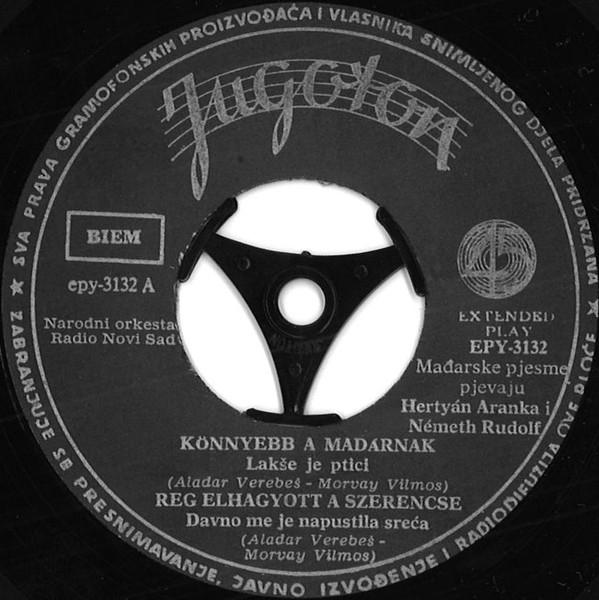 ★ SVA PRAVA GRAMOFONSKIH PROIZVOĐAĆA I VLASNIKA SNIMLJENOG DJELA PRIDRŽANA ★
Jugoton
BIEM
epy-3132 A
45
Narodni orkestar
Radio Novi Sad
EXTENDED
PLAY
EPY-3132
Mađarske pjesme
pjevaju
Hertyán Aranka i
Németh Rudolf
KÖNNYEBB A MADÁRNAK
Lakše je ptici
(Aladar Verebeš - Morvay Vilmos)
REG ELHAGYOTT A SZERENCSE
Davno me je napustila sreća
(Aladar Verebeš -
Morvay Vilmos)
ZABRANJUJE SE PRESNIMAVANJE, JAVNO IZVOĐENJE I RADIODIFUZIJA OVE PLOČE